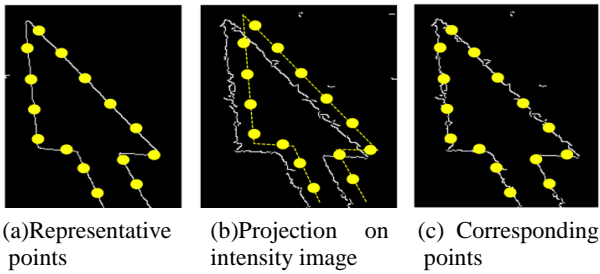 (a)Representative points
(b)Projection on intensity image
(c) Corresponding points